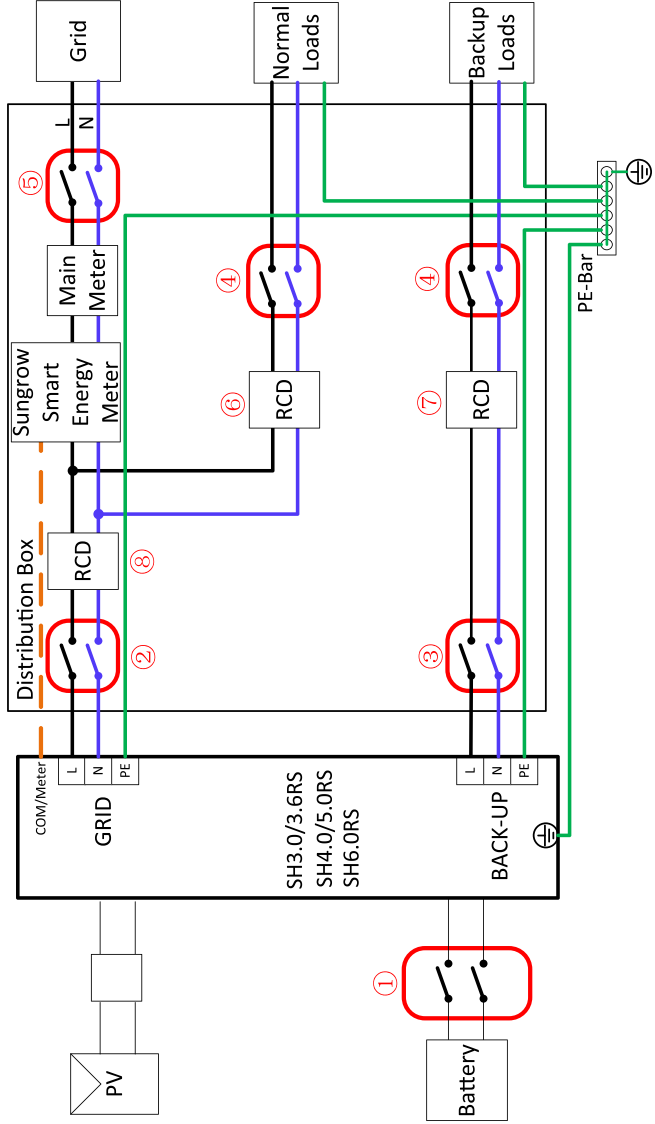 Grid
Normal
Loads
Backup
Loads
L
N
⑤
Main
Meter
④
④
PE-Bar
Sungrow
Smart
Energy
Meter
⑥
RCD
⑦
RCD
RCD
⑧
Distribution Box
②
③
COM/Meter
L
N
PE
GRID
L
N
PE
BACK-UP
SH3.0/3.6RS
SH4.0/5.0RS
SH6.0RS
①
PV
Battery